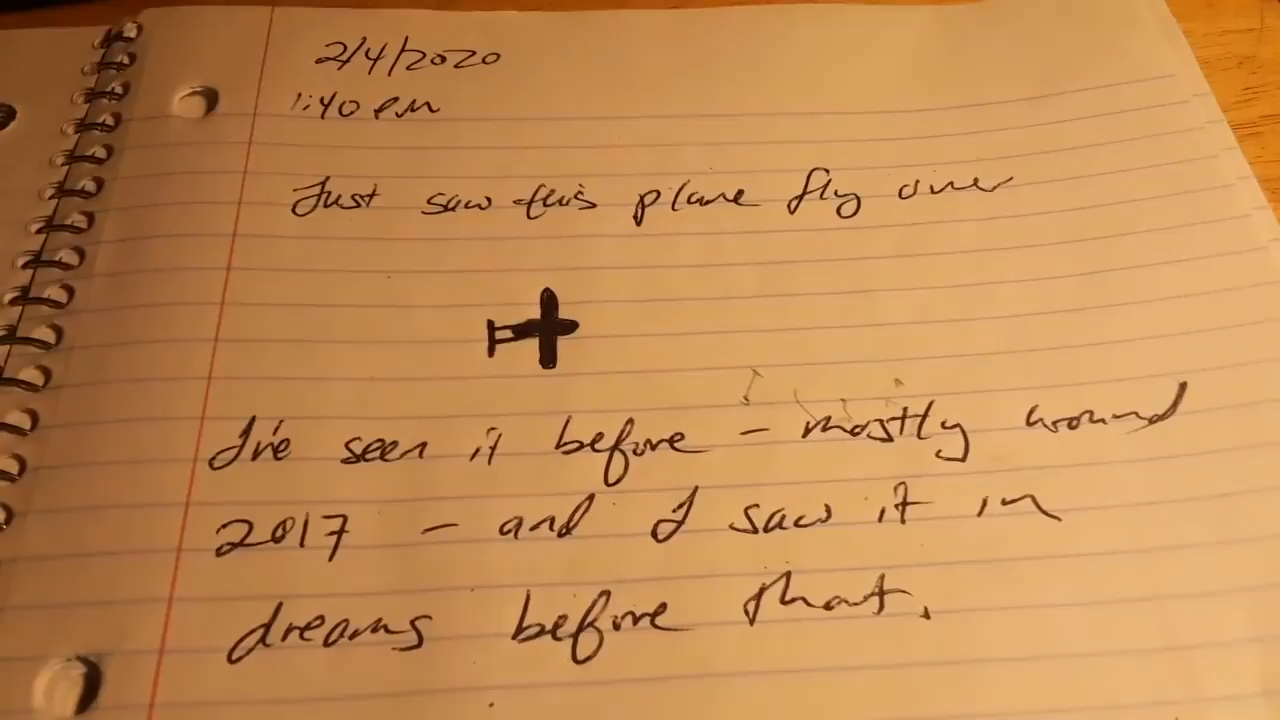 2/4/2020
1:40 PM
Just saw this plane fly over
I've seen it before – mostly around
2017 – and I saw it in
dreams before that.